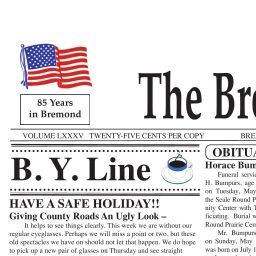 85 Years
in Bremond
The Bre
VOLUME LXXXV TWENTY-FIVE CENTS PER COPY BRE
B. Y. Line
HAVE A SAFE HOLIDAY!!
Giving County Roads An Ugly Look –
It helps to see things clearly. This week we are without our
regular eyeglasses. Perhaps we will miss a point or two, but these
old spectacles we have on should not let that happen. We do hope
to pick up a new pair of glasses on Thursday and see straight
OBITUA
Horace Bum
Funeral servi
H. Bumpurs, age
on Tuesday, May
the Seale Round P
nity Center with T
ficiating. Burial w
Round Prairie Cem
Mr. Bumpurs
on Sunday, May
was born on July 1